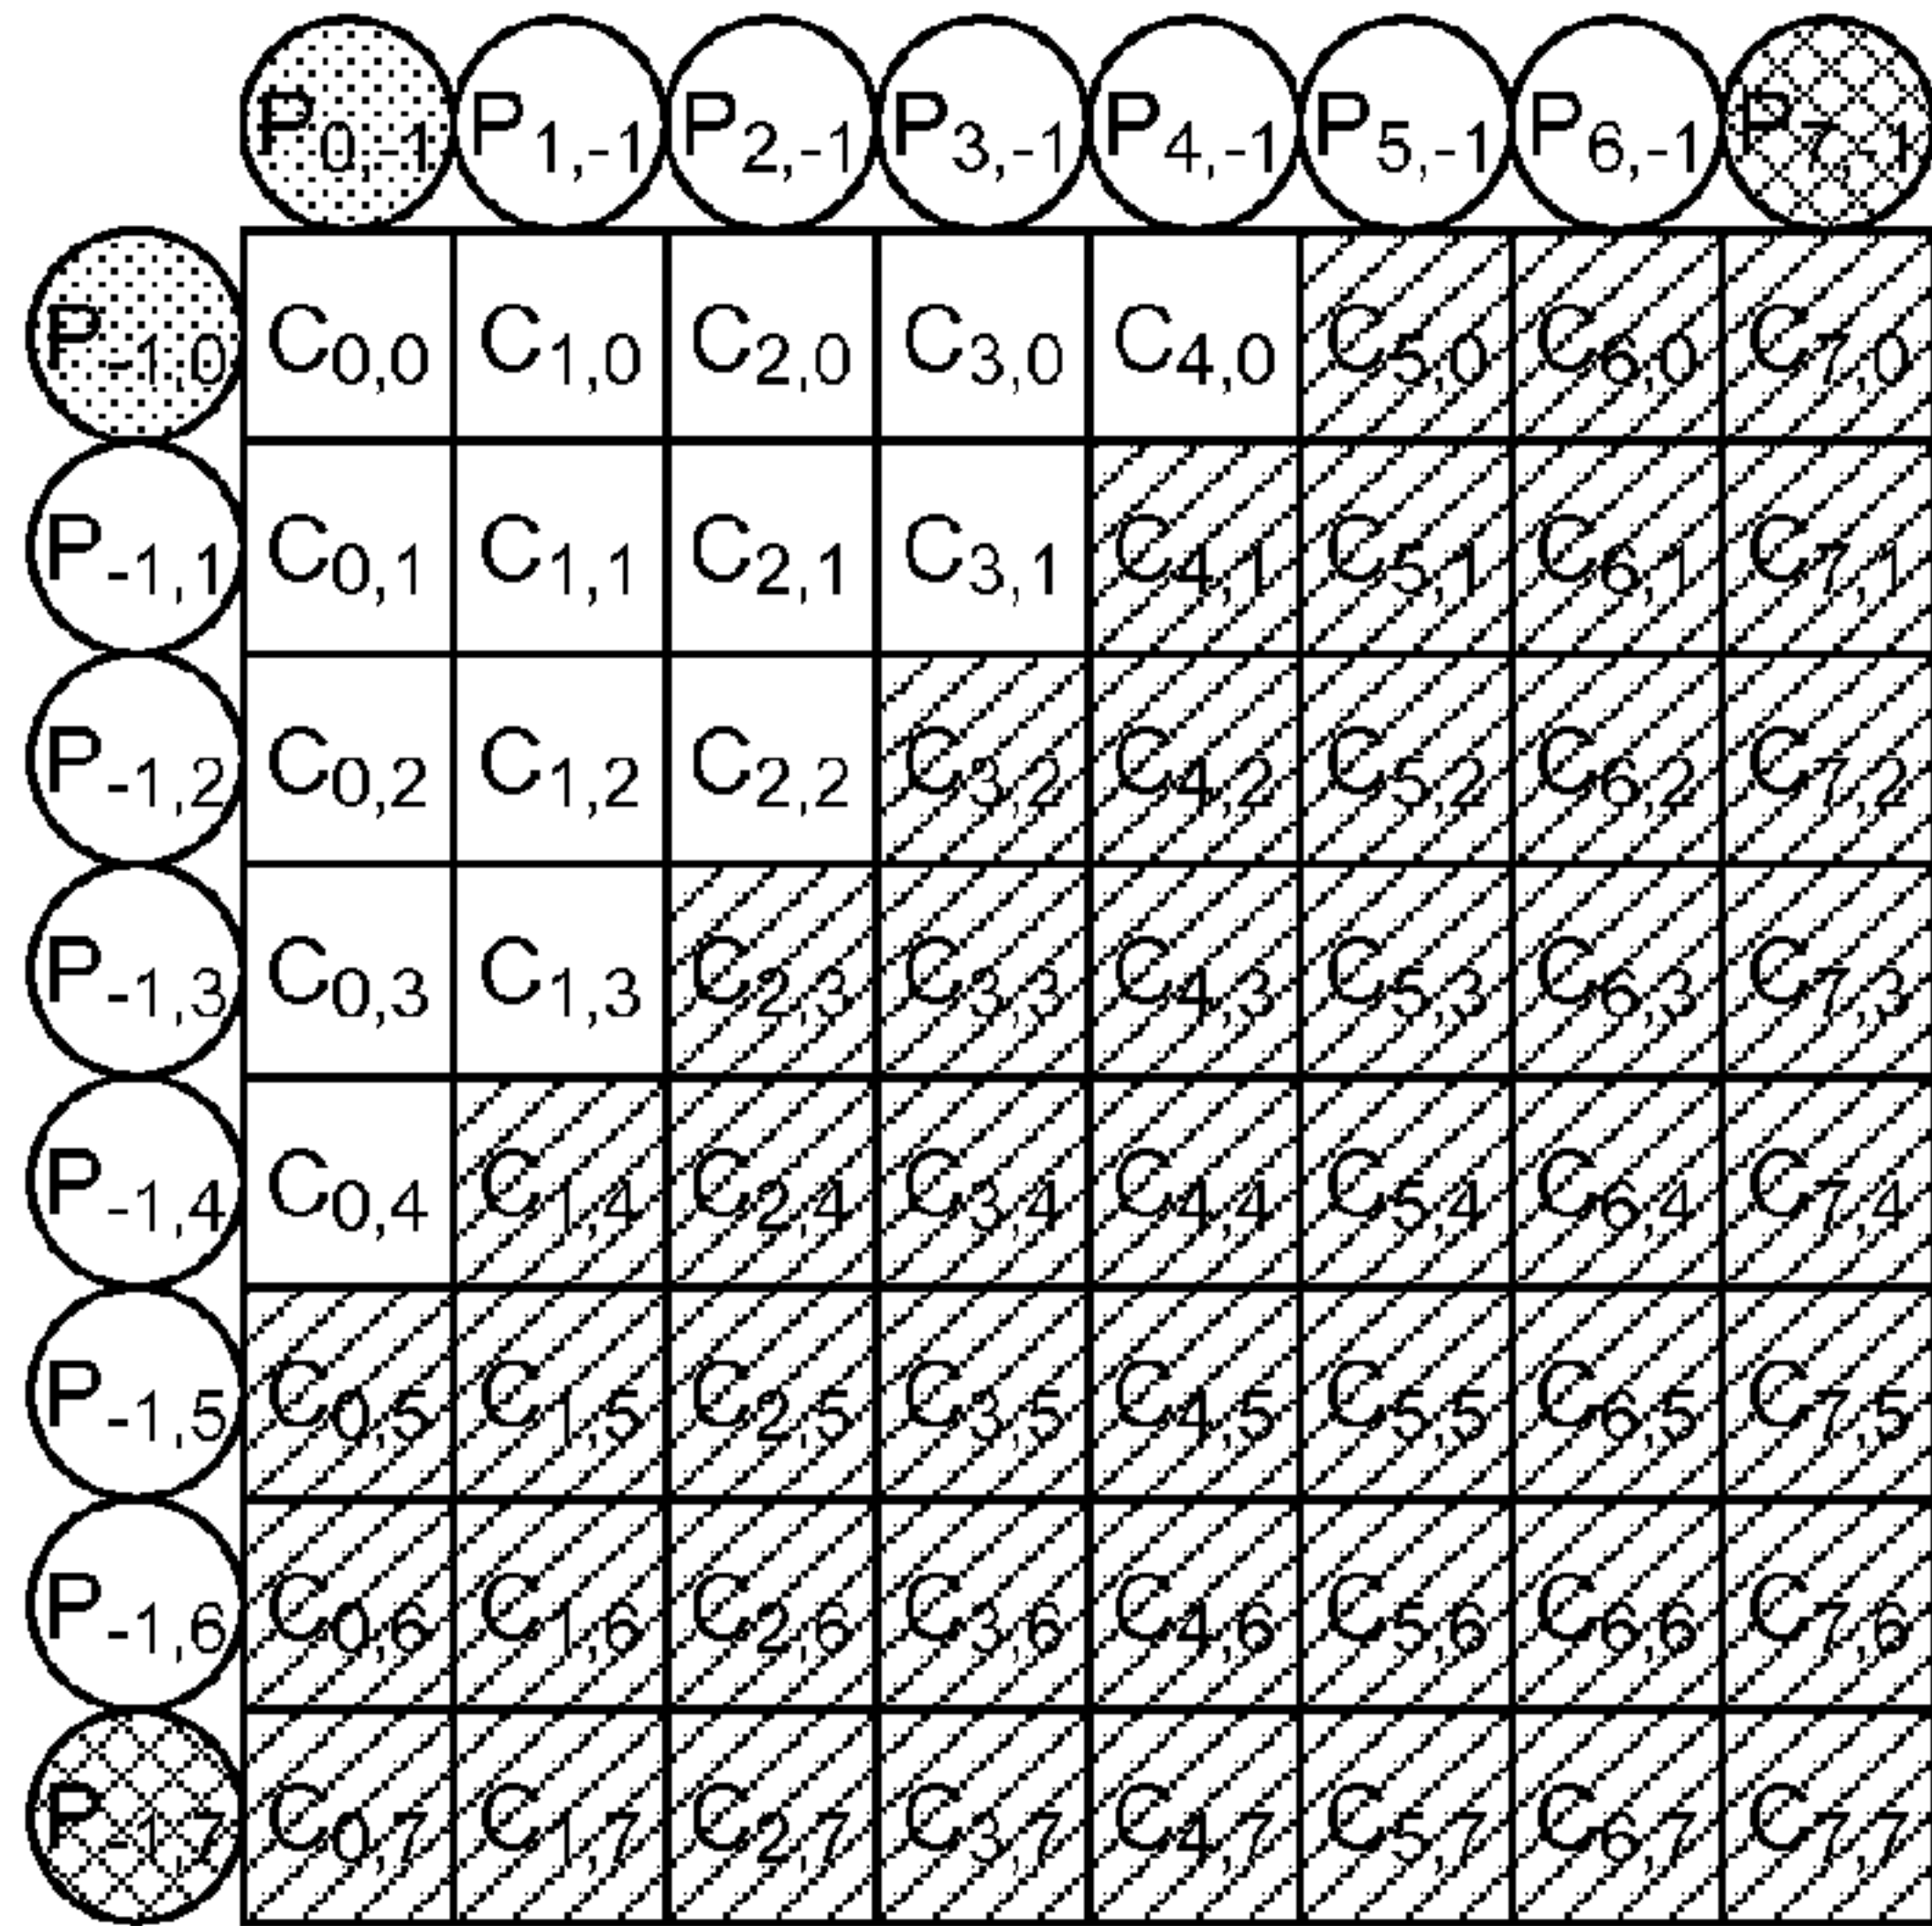 P0,-1 P1,-1 P2,-1 P3,-1 P4,-1 P5,-1 P6,-1 P7,-1
P-1,0 C0,0 C1,0 C2,0 C3,0 C4,0 C5,0 C6,0 C7,0
P-1,1 C0,1 C1,1 C2,1 C3,1 C4,1 C5,1 C6,1 C7,1
P-1,2 C0,2 C1,2 C2,2 C3,2 C4,2 C5,2 C6,2 C7,2
P-1,3 C0,3 C1,3 C2,3 C3,3 C4,3 C5,3 C6,3 C7,3
P-1,4 C0,4 C1,4 C2,4 C3,4 C4,4 C5,4 C6,4 C7,4
P-1,5 C0,5 C1,5 C2,5 C3,5 C4,5 C5,5 C6,5 C7,5
P-1,6 C0,6 C1,6 C2,6 C3,6 C4,6 C5,6 C6,6 C7,6
P-1,7 C0,7 C1,7 C2,7 C3,7 C4,7 C5,7 C6,7 C7,7